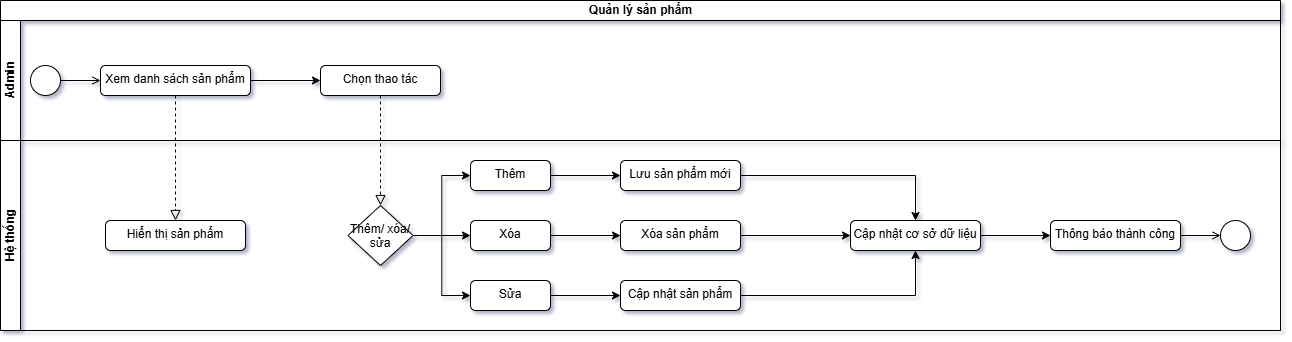 Quản lý sản phẩm
Admin
Xem danh sách sản phẩm
Chọn thao tác
Hệ thống
Hiển thị sản phẩm
Thêm/ xóa/
sửa
Thêm
Lưu sản phẩm mới
Xóa
Xóa sản phẩm
Sửa
Cập nhật sản phẩm
Cập nhật cơ sở dữ liệu
Thông báo thành công